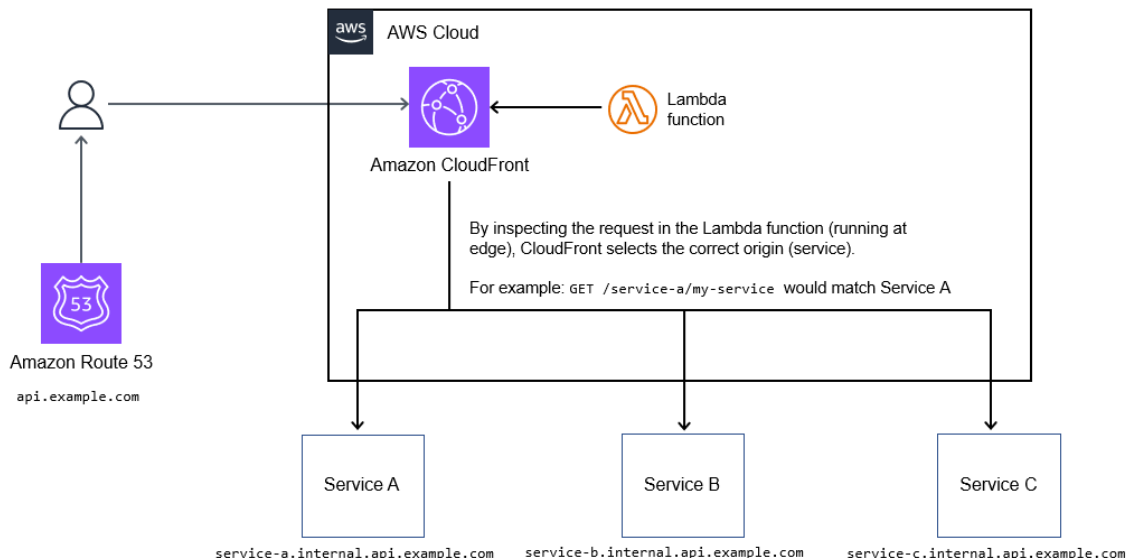 aws
AWS Cloud
Lambda
function
Amazon CloudFront
By inspecting the request in the Lambda function (running at
edge), CloudFront selects the correct origin (service).
For example: GET /service-a/my-service would match Service A
53
Amazon Route 53
api.example.com
Service A
Service B
Service C
service-a.internal.api.example.com
service-b.internal.api.example.com
service-c.internal.api.example.com